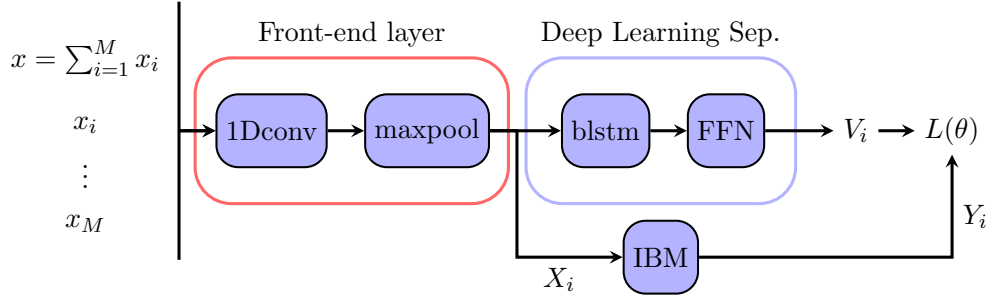 Front-end layer
Deep Learning Sep.
x = ∑_{i=1}^{M} x_i
x_i
⋮
x_M
1Dconv
maxpool
blstm
FFN
V_i
L(θ)
X_i
IBM
Y_i